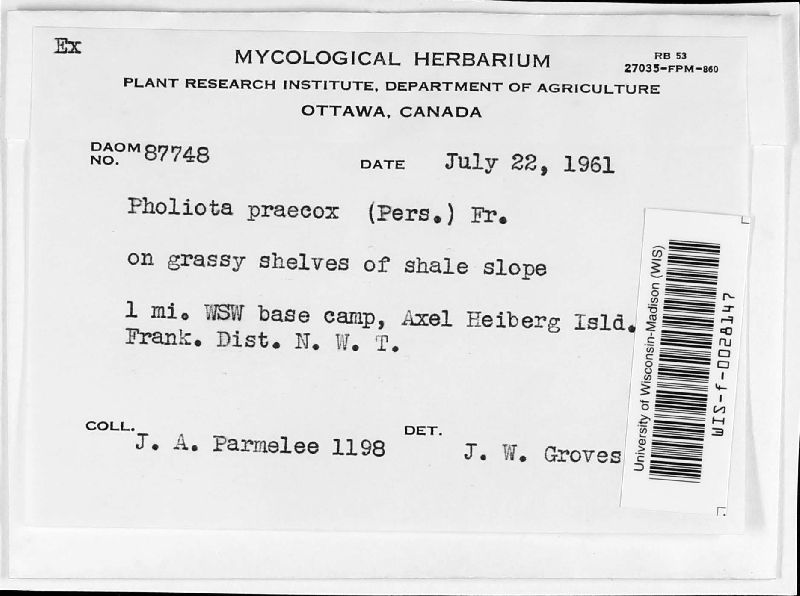 Ex
MYCOLOGICAL HERBARIUM
RB 53
27035-FPM-860
PLANT RESEARCH INSTITUTE, DEPARTMENT OF AGRICULTURE
OTTAWA, CANADA
DAOM NO. 87748
DATE July 22, 1961
Pholiota praecox (Pers.) Fr.
on grassy shelves of shale slope
1 mi. WSW base camp, Axel Heiberg Isld.
Frank. Dist. N. W. T.
COLL. J. A. Parmelee 1198
DET. J. W. Groves
University of Wisconsin-Madison (WIS)
WIS-f-0028147